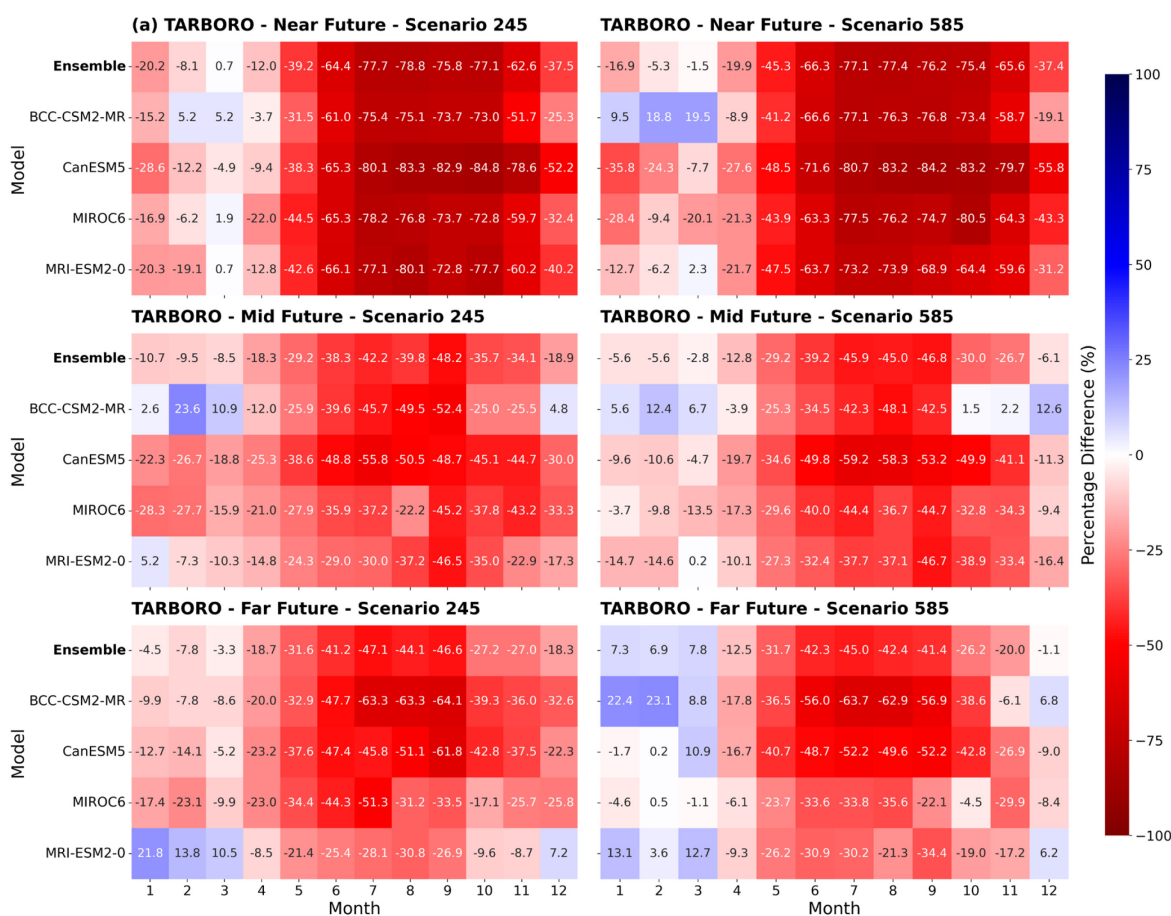 (a) TARBORO - Near Future - Scenario 245
TARBORO - Near Future - Scenario 585
Model
Ensemble -20.2 -8.1 0.7 -12.0 -39.2 -64.4 -77.7 -78.8 -75.8 -77.1 -62.6 -37.5 -16.9 -5.3 -1.5 -19.9 -45.3 -66.3 -77.1 -77.4 -76.2 -75.4 -65.6 -37.4
BCC-CSM2-MR -15.2 5.2 5.2 -3.7 -31.5 -61.0 -75.4 -75.1 -73.7 -73.0 -51.7 -25.3 9.5 18.8 19.5 -8.9 -41.2 -66.6 -77.1 -76.3 -76.8 -73.4 -58.7 -19.1
CanESM5 -28.6 -12.2 -4.9 -9.4 -38.3 -65.3 -80.1 -83.3 -82.9 -84.8 -78.6 -52.2 -35.8 -24.3 -7.7 -27.6 -48.5 -71.6 -80.7 -83.2 -84.2 -83.2 -79.7 -55.8
MIROC6 -16.9 -6.2 1.9 -22.0 -44.5 -65.3 -78.2 -76.8 -73.7 -72.8 -59.7 -32.4 -28.4 -9.4 -20.1 -21.3 -43.9 -63.3 -77.5 -76.2 -74.7 -80.5 -64.3 -43.3
MRI-ESM2-0 -20.3 -19.1 0.7 -12.8 -42.6 -66.1 -77.1 -80.1 -72.8 -77.7 -60.2 -40.2 -12.7 -6.2 2.3 -21.7 -47.5 -63.7 -73.2 -73.9 -68.9 -64.4 -59.6 -31.2
TARBORO - Mid Future - Scenario 245
TARBORO - Mid Future - Scenario 585
Model
Ensemble -10.7 -9.5 -8.5 -18.3 -29.2 -38.3 -42.2 -39.8 -48.2 -35.7 -34.1 -18.9 -5.6 -5.6 -2.8 -12.8 -29.2 -39.2 -45.9 -45.0 -46.8 -30.0 -26.7 -6.1
BCC-CSM2-MR 2.6 23.6 10.9 -12.0 -25.9 -39.6 -45.7 -49.5 -52.4 -25.0 -25.5 4.8 5.6 12.4 6.7 -3.9 -25.3 -34.5 -42.3 -48.1 -42.5 1.5 2.2 12.6
CanESM5 -22.3 -26.7 -18.8 -25.3 -38.6 -48.8 -55.8 -50.5 -48.7 -45.1 -44.7 -30.0 -9.6 -10.6 -4.7 -19.7 -34.6 -49.8 -59.2 -58.3 -53.2 -49.9 -41.1 -11.3
MIROC6 -28.3 -27.7 -15.9 -21.0 -27.9 -35.9 -37.2 -22.2 -45.2 -37.8 -43.2 -33.3 -3.7 -9.8 -13.5 -17.3 -29.6 -40.0 -44.4 -36.7 -44.7 -32.8 -34.3 -9.4
MRI-ESM2-0 5.2 -7.3 -10.3 -14.8 -24.3 -29.0 -30.0 -37.2 -46.5 -35.0 -22.9 -17.3 -14.7 -14.6 0.2 -10.1 -27.3 -32.4 -37.7 -37.1 -46.7 -38.9 -33.4 -16.4
TARBORO - Far Future - Scenario 245
TARBORO - Far Future - Scenario 585
Model
Ensemble -4.5 -7.8 -3.3 -18.7 -31.6 -41.2 -47.1 -44.1 -46.6 -27.2 -27.0 -18.3 7.3 6.9 7.8 -12.5 -31.7 -42.3 -45.0 -42.4 -41.4 -26.2 -20.0 -1.1
BCC-CSM2-MR -9.9 -7.8 -8.6 -20.0 -32.9 -47.7 -63.3 -63.3 -64.1 -39.3 -36.0 -32.6 22.4 23.1 8.8 -17.8 -36.5 -56.0 -63.7 -62.9 -56.9 -38.6 -6.1 6.8
CanESM5 -12.7 -14.1 -5.2 -23.2 -37.6 -47.4 -45.8 -51.1 -61.8 -42.8 -37.5 -22.3 -1.7 0.2 10.9 -16.7 -40.7 -48.7 -52.2 -49.6 -52.2 -42.8 -26.9 -9.0
MIROC6 -17.4 -23.1 -9.9 -23.0 -34.4 -44.3 -51.3 -31.2 -33.5 -17.1 -25.7 -25.8 -4.6 0.5 -1.1 -6.1 -23.7 -33.6 -33.8 -35.6 -22.1 -4.5 -29.9 -8.4
MRI-ESM2-0 21.8 13.8 10.5 -8.5 -21.4 -25.4 -28.1 -30.8 -26.9 -9.6 -8.7 7.2 13.1 3.6 12.7 -9.3 -26.2 -30.9 -30.2 -21.3 -34.4 -19.0 -17.2 6.2
1 2 3 4 5 6 7 8 9 10 11 12 1 2 3 4 5 6 7 8 9 10 11 12
Month
Month
100
75
50
25
0
−25
−50
−75
−100
Percentage Difference (%)